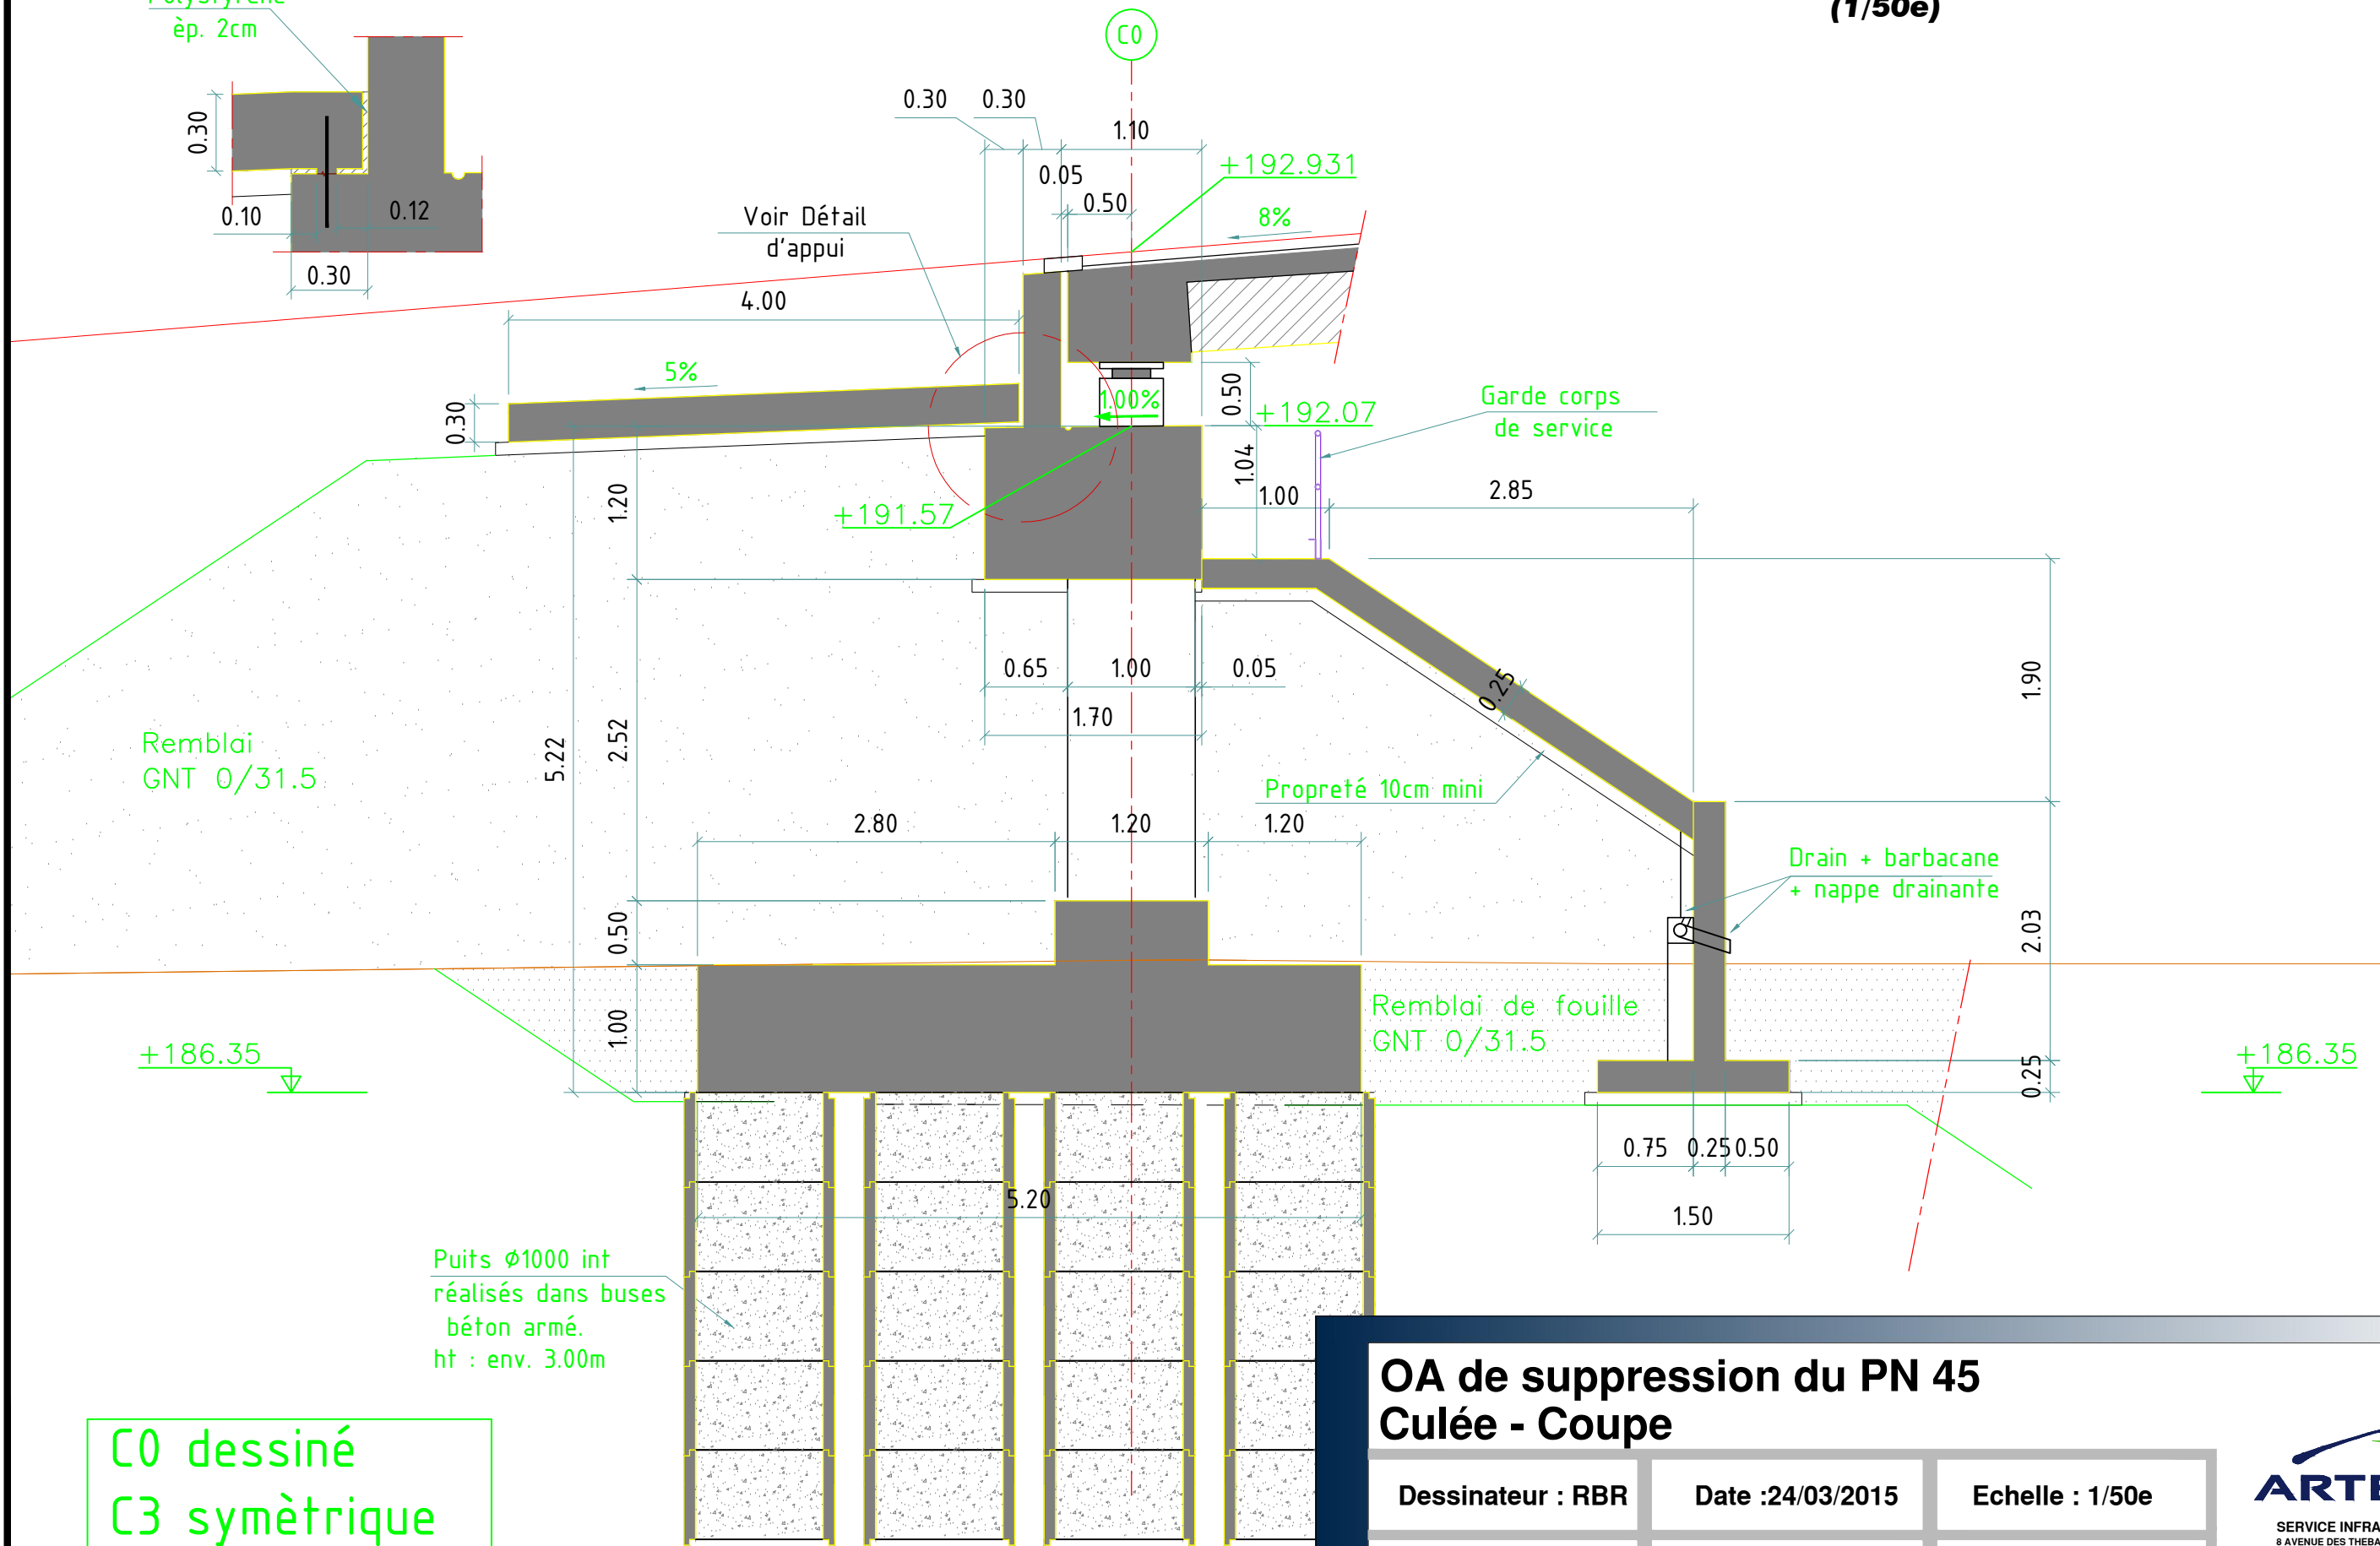 èp. 2cm
(1/50e)
C0
0.30
0.10
0.12
0.30
0.30 0.30
1.10
0.05
0.50
+192.931
8%
Voir Détail
d'appui
4.00
5%
0.30
1.00%
0.50
+192.07
1.04
+191.57
Garde corps
de service
1.00
2.85
1.20
2.52
5.22
0.50
1.00
0.65
1.00
0.05
1.70
0.25
1.90
Remblai
GNT 0/31.5
Propreté 10cm mini
2.80
1.20
1.20
Drain + barbacane
+ nappe drainante
2.03
0.25
Remblai de fouille
GNT 0/31.5
+186.35
+186.35
0.75
0.25
0.50
1.50
5.20
Puits Ø1000 int
réalisés dans buses
béton armé.
ht : env. 3.00m
C0 dessiné
C3 symètrique
OA de suppression du PN 45
Culée - Coupe
Dessinateur : RBR
Date :24/03/2015
Echelle : 1/50e
SERVICE INFRA
8 AVENUE DES THEBA